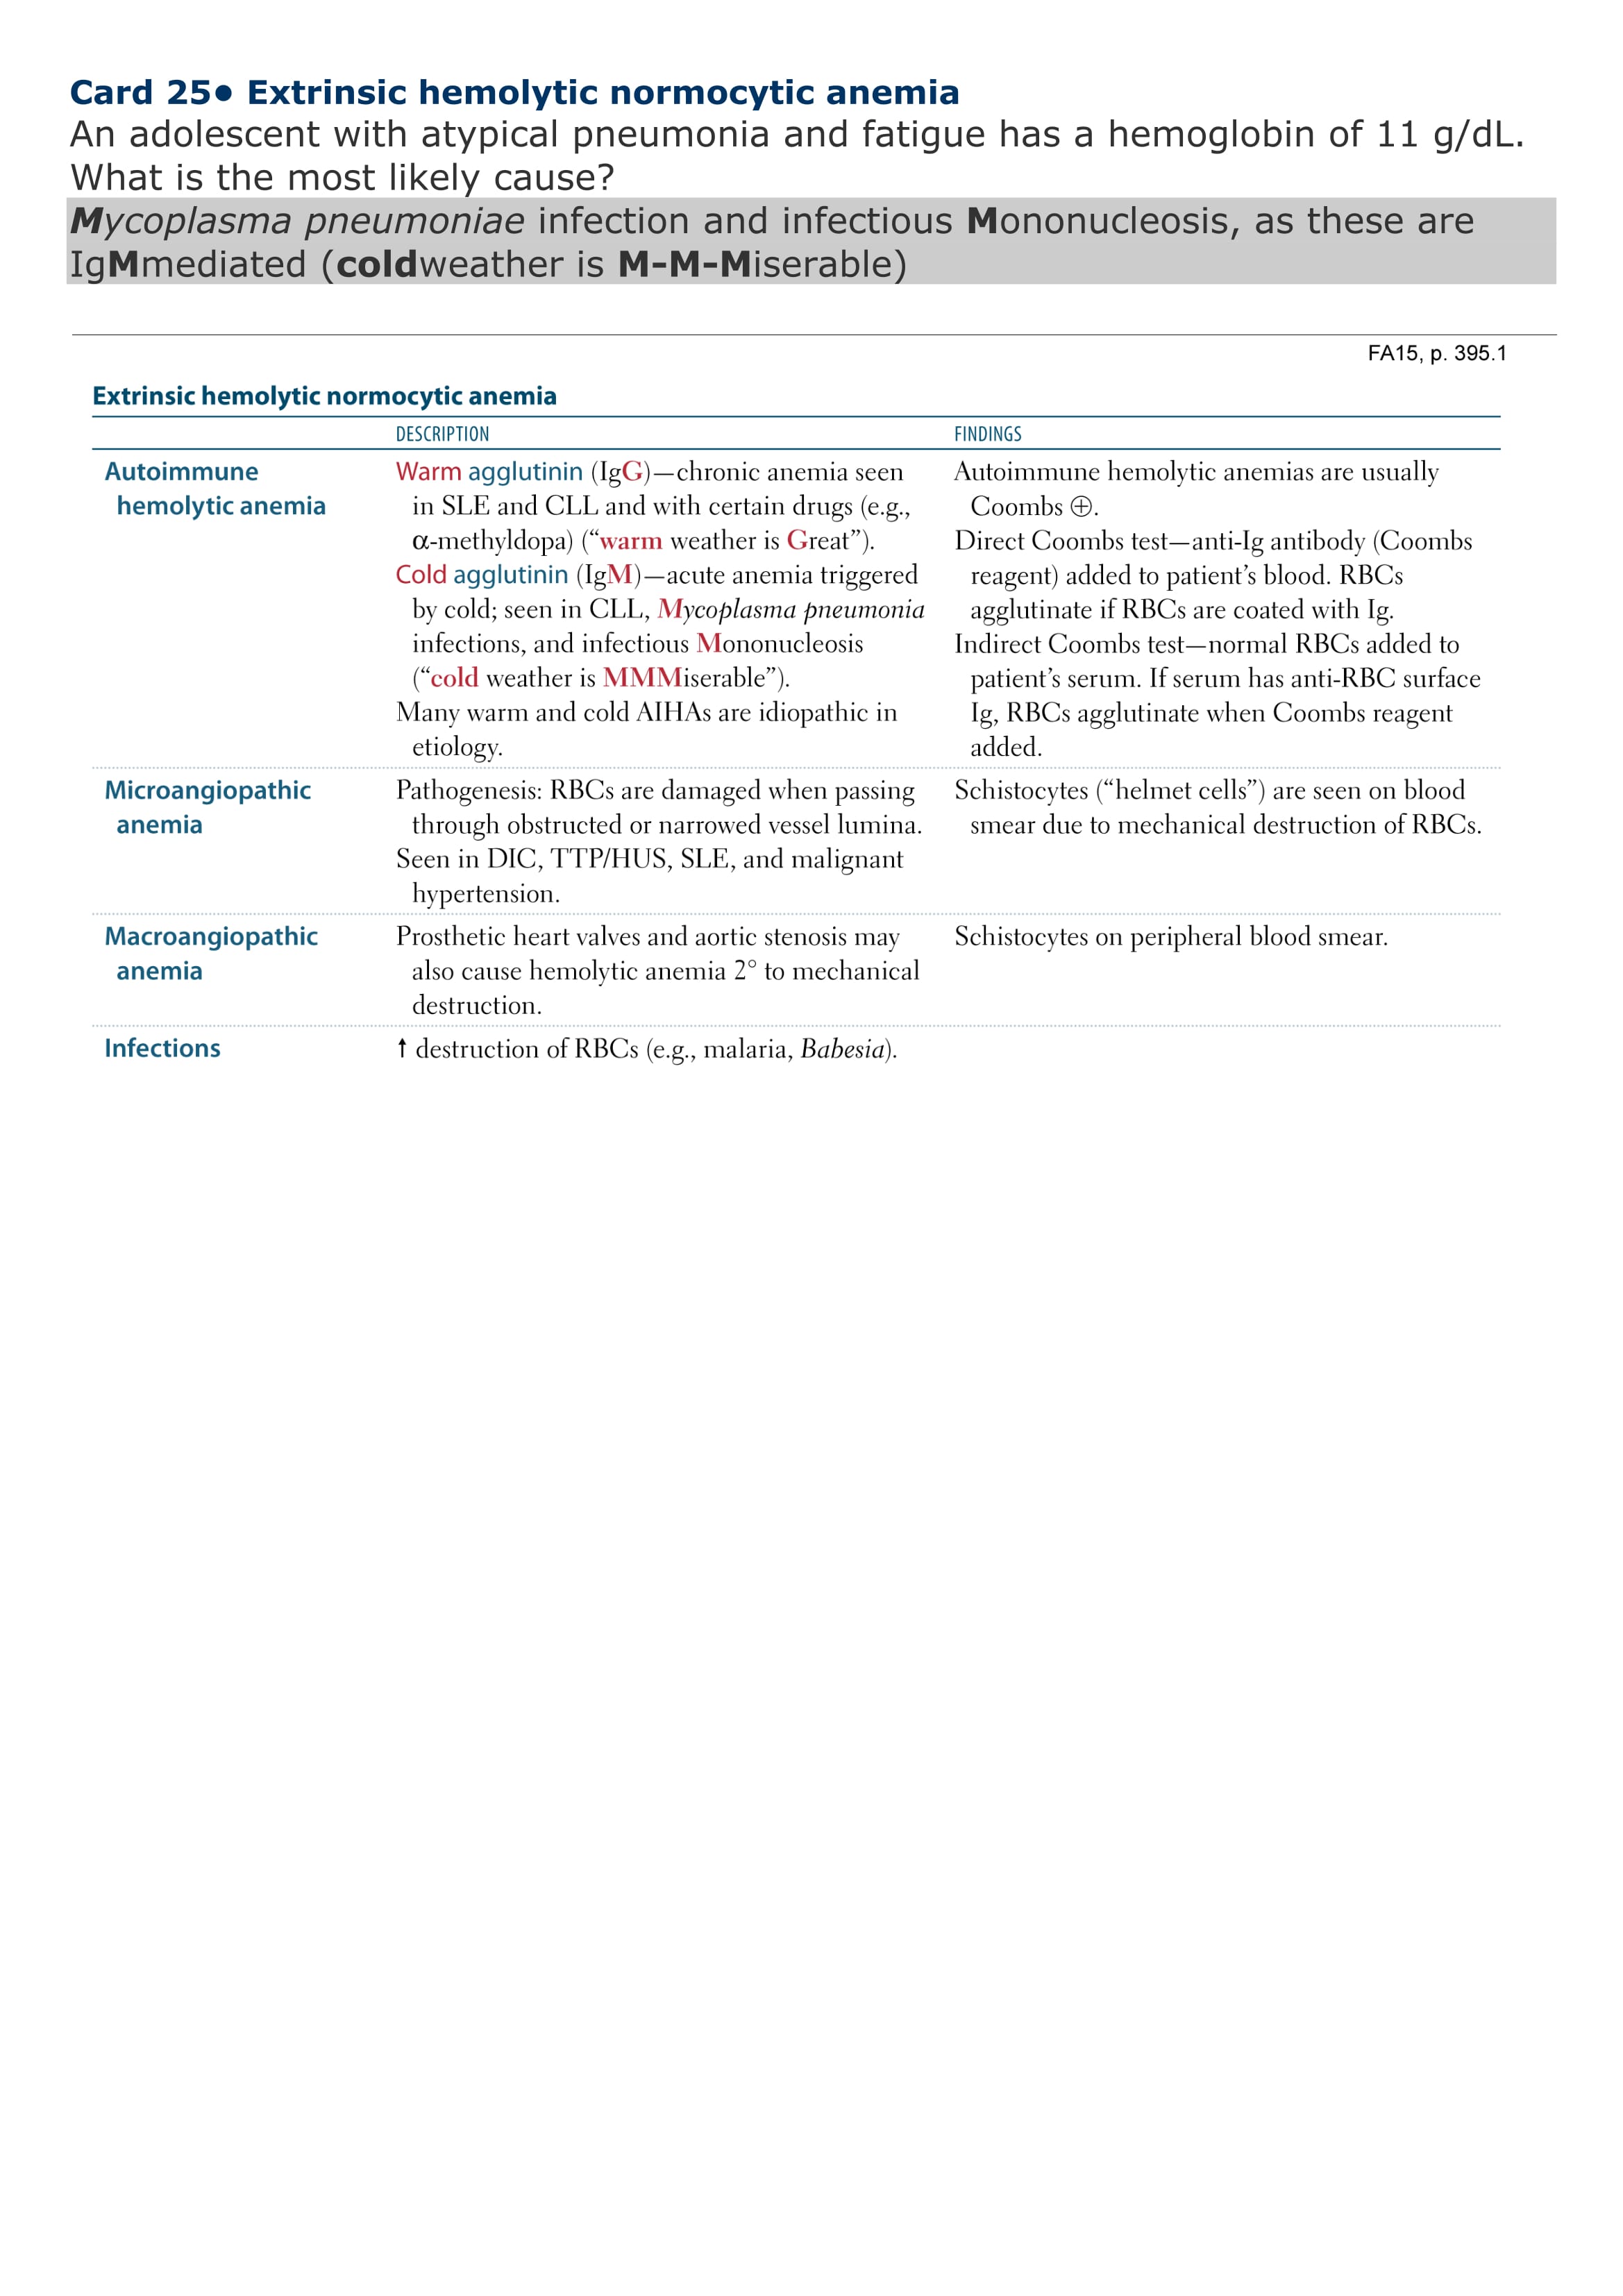 Card 25● Extrinsic hemolytic normocytic anemia
An adolescent with atypical pneumonia and fatigue has a hemoglobin of 11 g/dL.
What is the most likely cause?
Mycoplasma pneumoniae infection and infectious Mononucleosis, as these are
IgMmediated (coldweather is M-M-Miserable)
FA15, p. 395.1
Extrinsic hemolytic normocytic anemia
DESCRIPTION
FINDINGS
Autoimmune
hemolytic anemia
Warm agglutinin (IgG)—chronic anemia seen
in SLE and CLL and with certain drugs (e.g.,
α-methyldopa) (“warm weather is Great”).
Cold agglutinin (IgM)—acute anemia triggered
by cold; seen in CLL, Mycoplasma pneumonia
infections, and infectious Mononucleosis
(“cold weather is MMMiserable”).
Many warm and cold AIHAs are idiopathic in
etiology.
Autoimmune hemolytic anemias are usually
Coombs ⊕.
Direct Coombs test—anti-Ig antibody (Coombs
reagent) added to patient’s blood. RBCs
agglutinate if RBCs are coated with Ig.
Indirect Coombs test—normal RBCs added to
patient’s serum. If serum has anti-RBC surface
Ig, RBCs agglutinate when Coombs reagent
added.
Microangiopathic
anemia
Pathogenesis: RBCs are damaged when passing
through obstructed or narrowed vessel lumina.
Seen in DIC, TTP/HUS, SLE, and malignant
hypertension.
Schistocytes (“helmet cells”) are seen on blood
smear due to mechanical destruction of RBCs.
Macroangiopathic
anemia
Prosthetic heart valves and aortic stenosis may
also cause hemolytic anemia 2° to mechanical
destruction.
Schistocytes on peripheral blood smear.
Infections
↑ destruction of RBCs (e.g., malaria, Babesia).